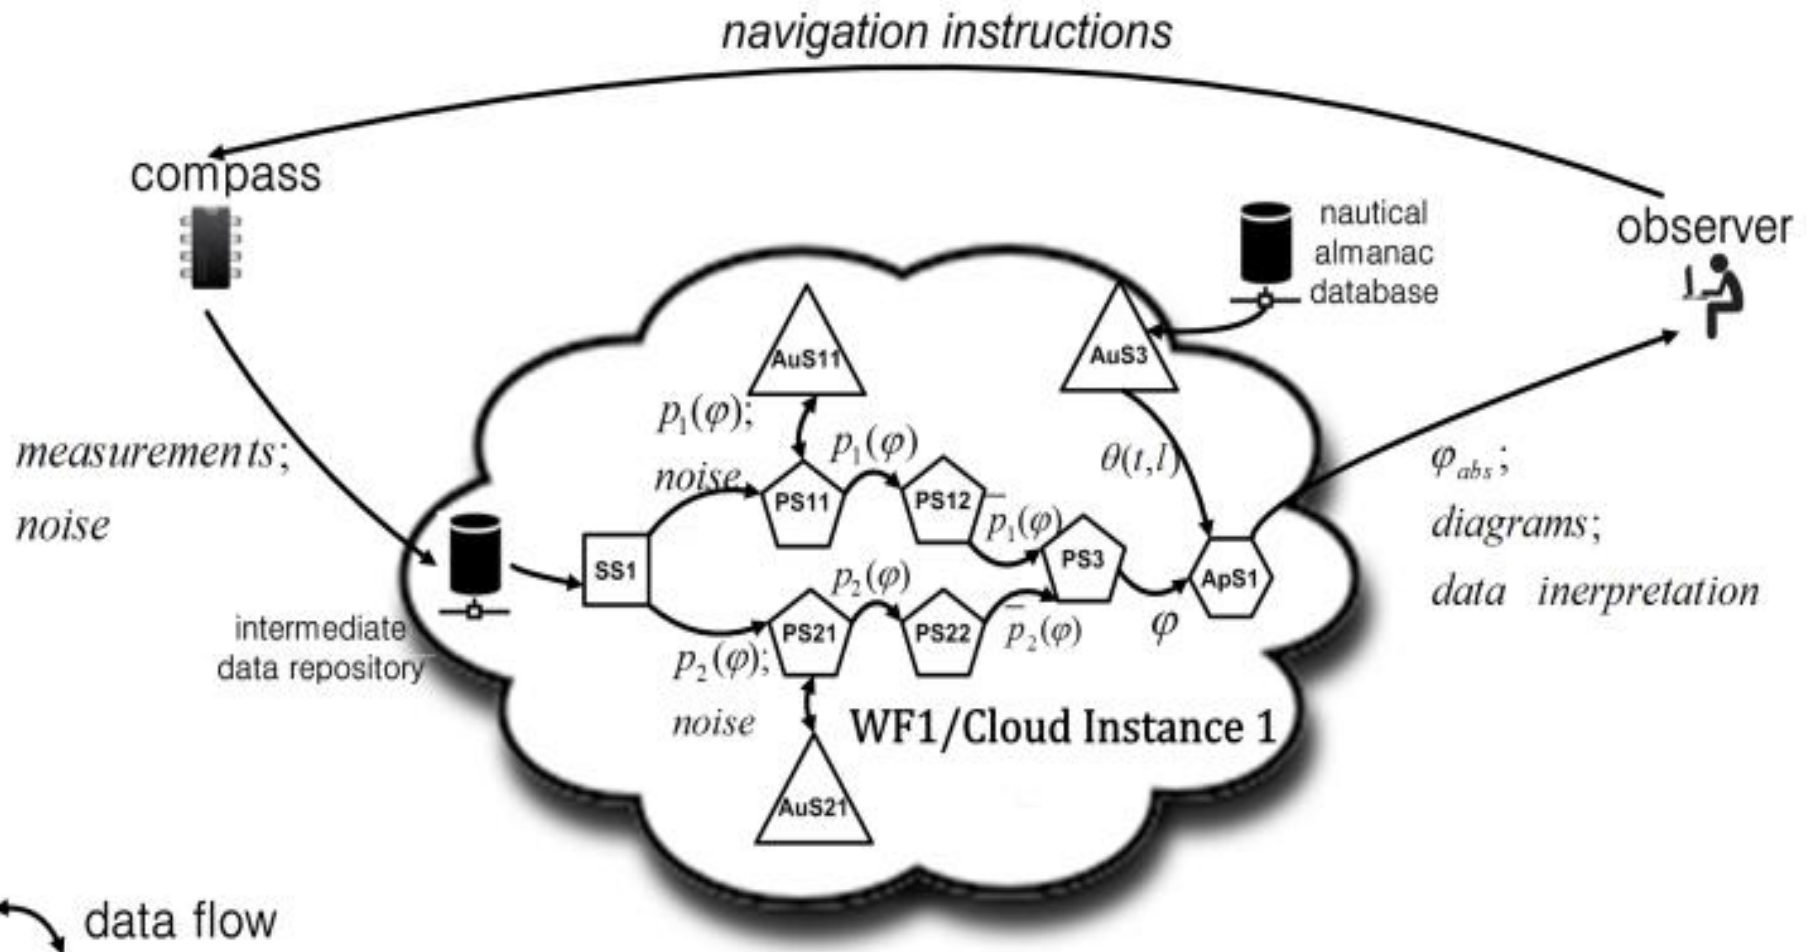 navigation instructions
compass
nautical
almanac
database
observer
AuS11
AuS3
p₁(φ);
noise
p₁(φ)
θ(t,l)
measurements;
noise
φ_abs;
diagrams;
data inerpretation
PS11
PS12
p̅₁(φ)
PS3
SS1
ApS1
p₂(φ)
φ
intermediate
data repository
PS21
PS22
p̅₂(φ)
p₂(φ);
noise
WF1/Cloud Instance 1
AuS21
data flow